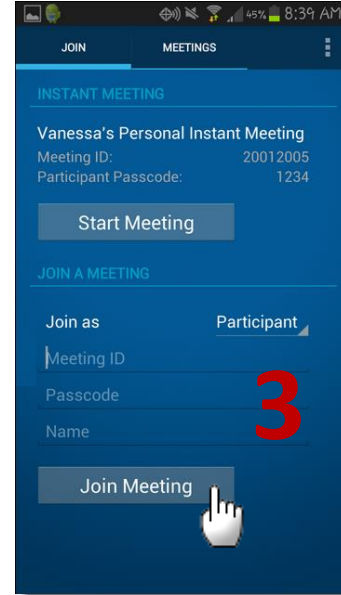 45% 8:39 AM
JOIN MEETINGS
INSTANT MEETING
Vanessa's Personal Instant Meeting
Meeting ID: 20012005
Participant Passcode: 1234
Start Meeting
JOIN A MEETING
Join as Participant
Meeting ID
Passcode
3
Name
Join Meeting